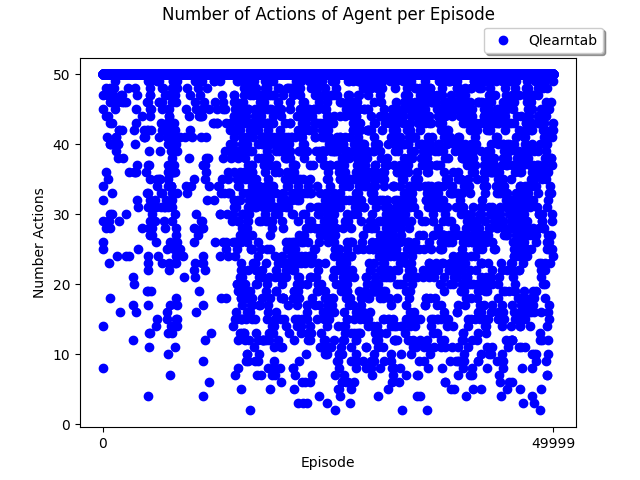 Number of Actions of Agent per Episode
Qlearntab
50
40
30
20
10
0
Number Actions
0 49999
Episode